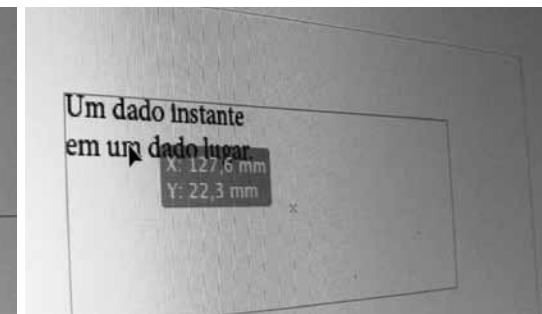 Um dado instante
em um dado lugar.
X: 127,6 mm
Y: 22,3 mm